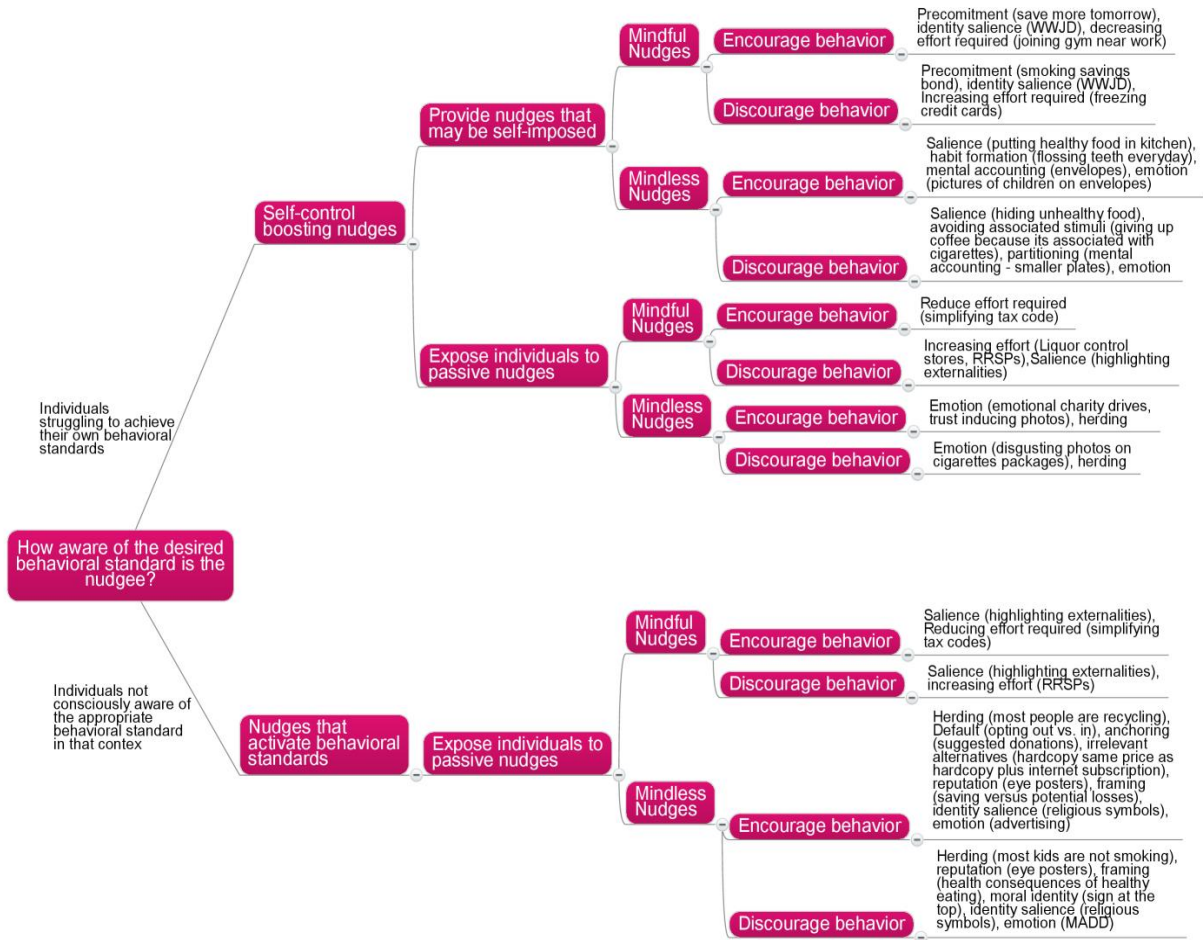 Mindful
Nudges
Encourage behavior
Precomitment (save more tomorrow),
identity salience (WWJD), decreasing
effort required (joining gym near work)
Discourage behavior
Precomitment (smoking savings
bond), identity salience (WWJD),
Increasing effort required (freezing
credit cards)
Provide nudges that
may be self-imposed
Mindless
Nudges
Encourage behavior
Salience (putting healthy food in kitchen),
habit formation (flossing teeth everyday),
mental accounting (envelopes), emotion
(pictures of children on envelopes)
Self-control
boosting nudges
Discourage behavior
Salience (hiding unhealthy food),
avoiding associated stimuli (giving up
coffee because its associated with
cigarettes), partitioning (mental
accounting - smaller plates), emotion
Mindful
Nudges
Encourage behavior
Reduce effort required
(simplifying tax code)
Expose individuals to
passive nudges
Discourage behavior
Increasing effort (Liquor control
stores, RRSPs),Salience (highlighting
externalities)
Mindless
Nudges
Encourage behavior
Emotion (emotional charity drives,
trust inducing photos), herding
Discourage behavior
Emotion (disgusting photos on
cigarettes packages), herding
Individuals
struggling to achieve
their own behavioral
standards
How aware of the desired
behavioral standard is the
nudgee?
Individuals not
consciously aware of
the appropriate
behavioral standard
in that contex
Nudges that
activate behavioral
standards
Expose individuals to
passive nudges
Mindful
Nudges
Encourage behavior
Salience (highlighting externalities),
Reducing effort required (simplifying
tax codes)
Discourage behavior
Salience (highlighting externalities),
increasing effort (RRSPs)
Mindless
Nudges
Encourage behavior
Herding (most people are recycling),
Default (opting out vs. in), anchoring
(suggested donations), irrelevant
alternatives (hardcopy same price as
hardcopy plus internet subscription),
reputation (eye posters), framing
(saving versus potential losses),
identity salience (religious symbols),
emotion (advertising)
Discourage behavior
Herding (most kids are not smoking),
reputation (eye posters), framing
(health consequences of healthy
eating), moral identity (sign at the
top), identity salience (religious
symbols), emotion (MADD)